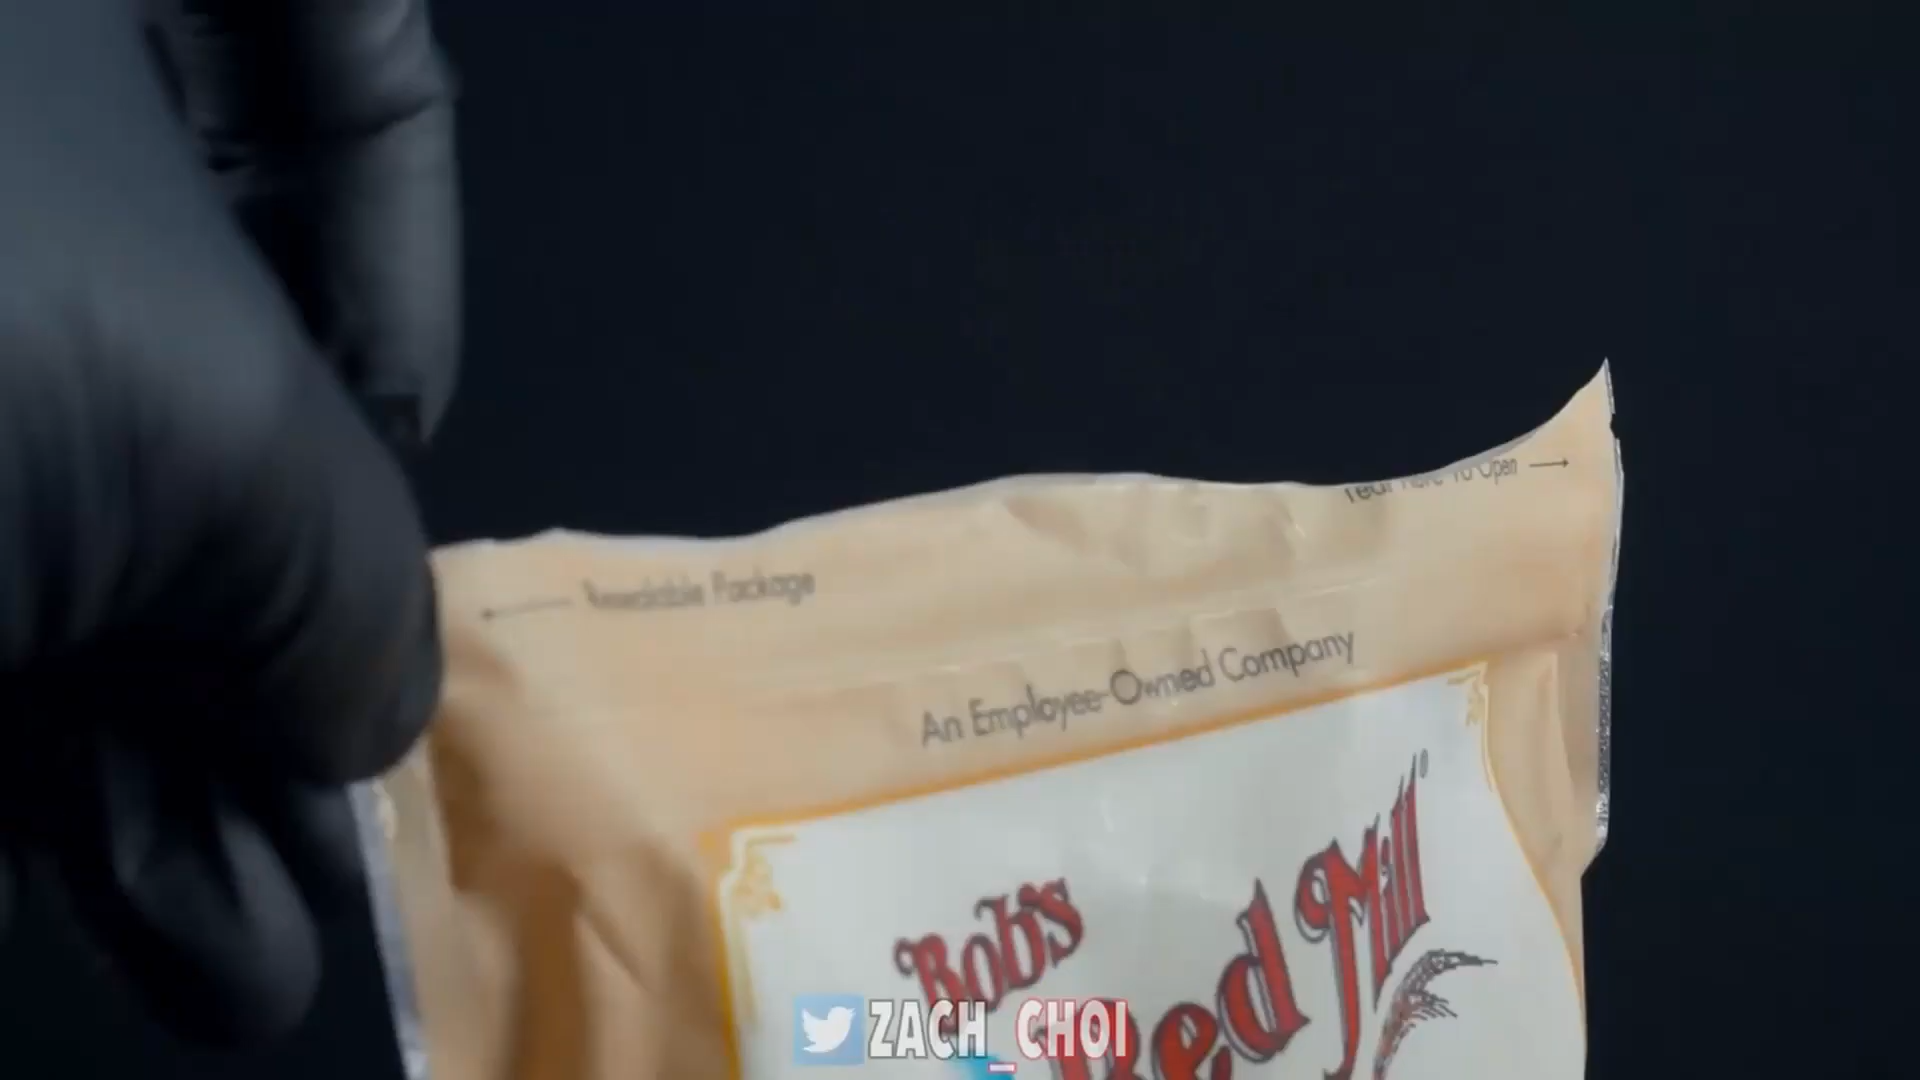 Tear Here To Open
Resealable Package
An Employee-Owned Company
Bob's
Red Mill®
ZACH_CHOI